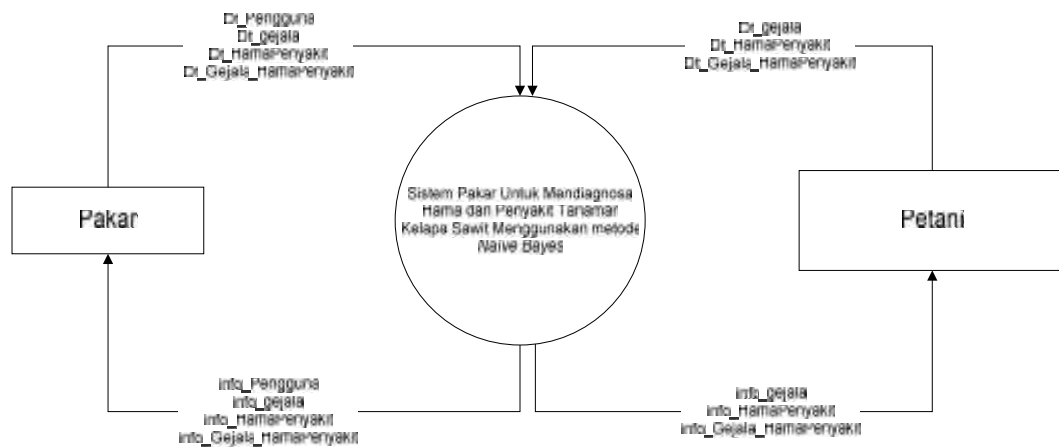 Dt_Pengguna
Dt_gejala
Dt_HamaPenyakit
Dt_Gejala_HamaPenyakit
Dt_gejala
Dt_HamaPenyakit
Dt_Gejala_HamaPenyakit
Pakar
Sistem Pakar Untuk Mendiagnosa
Hama dan Penyakit Tanaman
Kelapa Sawit Menggunakan metode
Naive Bayes
Petani
info_Pengguna
info_gejala
info_HamaPenyakit
info_Gejala_HamaPenyakit
info_gejala
info_HamaPenyakit
info_Gejala_HamaPenyakit